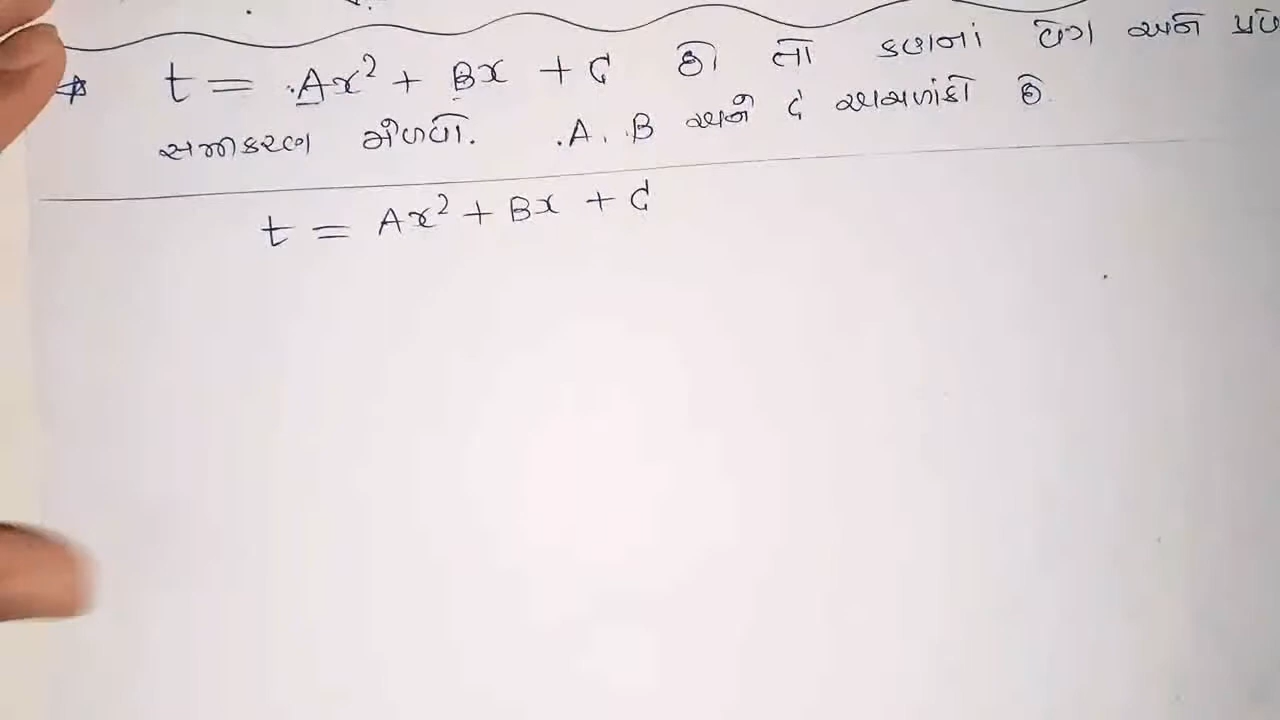 t = Ax² + Bx + C હો તો કણનાં વેગ અને
સમીકરણ મેળવો. A, B અને C અચળાંકો છે.
t = Ax² + Bx + C